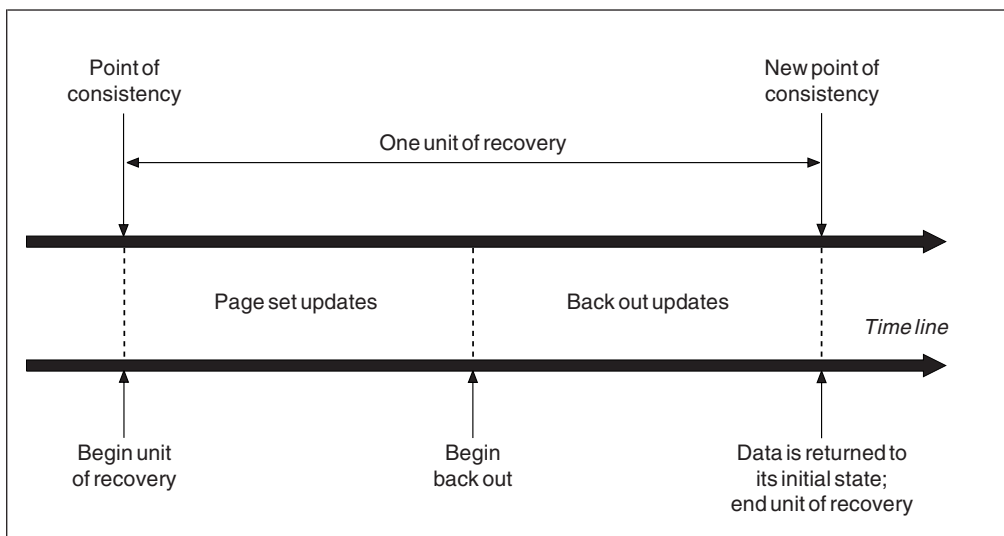 Point of
consistency
New point of
consistency
One unit of recovery
Page set updates
Back out updates
Time line
Begin unit
of recovery
Begin
back out
Data is returned to
its initial state;
end unit of recovery